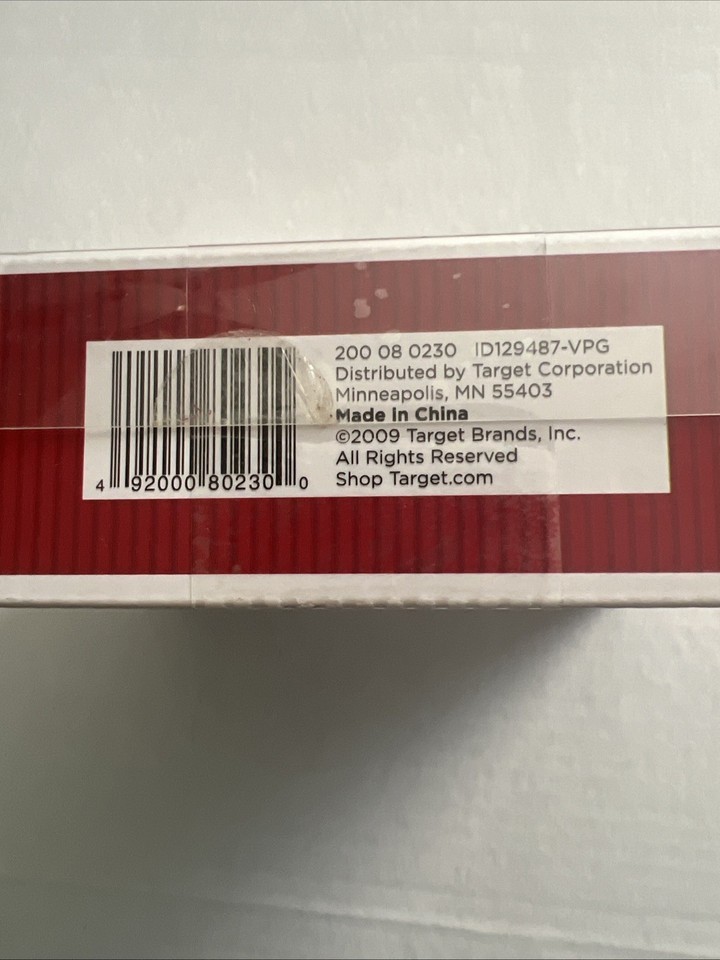 4 92000 80230 0
200 08 0230 ID129487-VPG
Distributed by Target Corporation
Minneapolis, MN 55403
Made in China
©2009 Target Brands, Inc.
All Rights Reserved
Shop Target.com